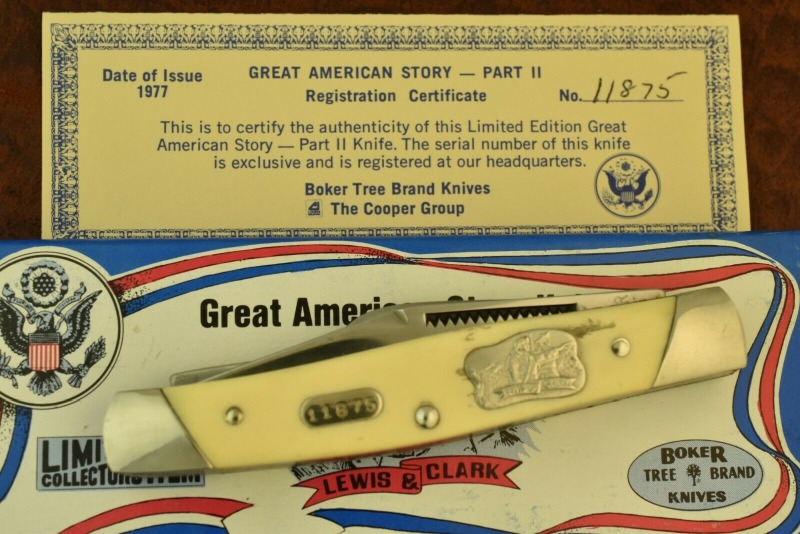 Date of Issue
1977
GREAT AMERICAN STORY — PART II
Registration Certificate
No. 11875
This is to certify the authenticity of this Limited Edition Great
American Story — Part II Knife. The serial number of this knife
is exclusive and is registered at our headquarters.
Boker Tree Brand Knives
The Cooper Group
Great American
11875
LEWIS & CLARK
BOKER
TREE BRAND
KNIVES